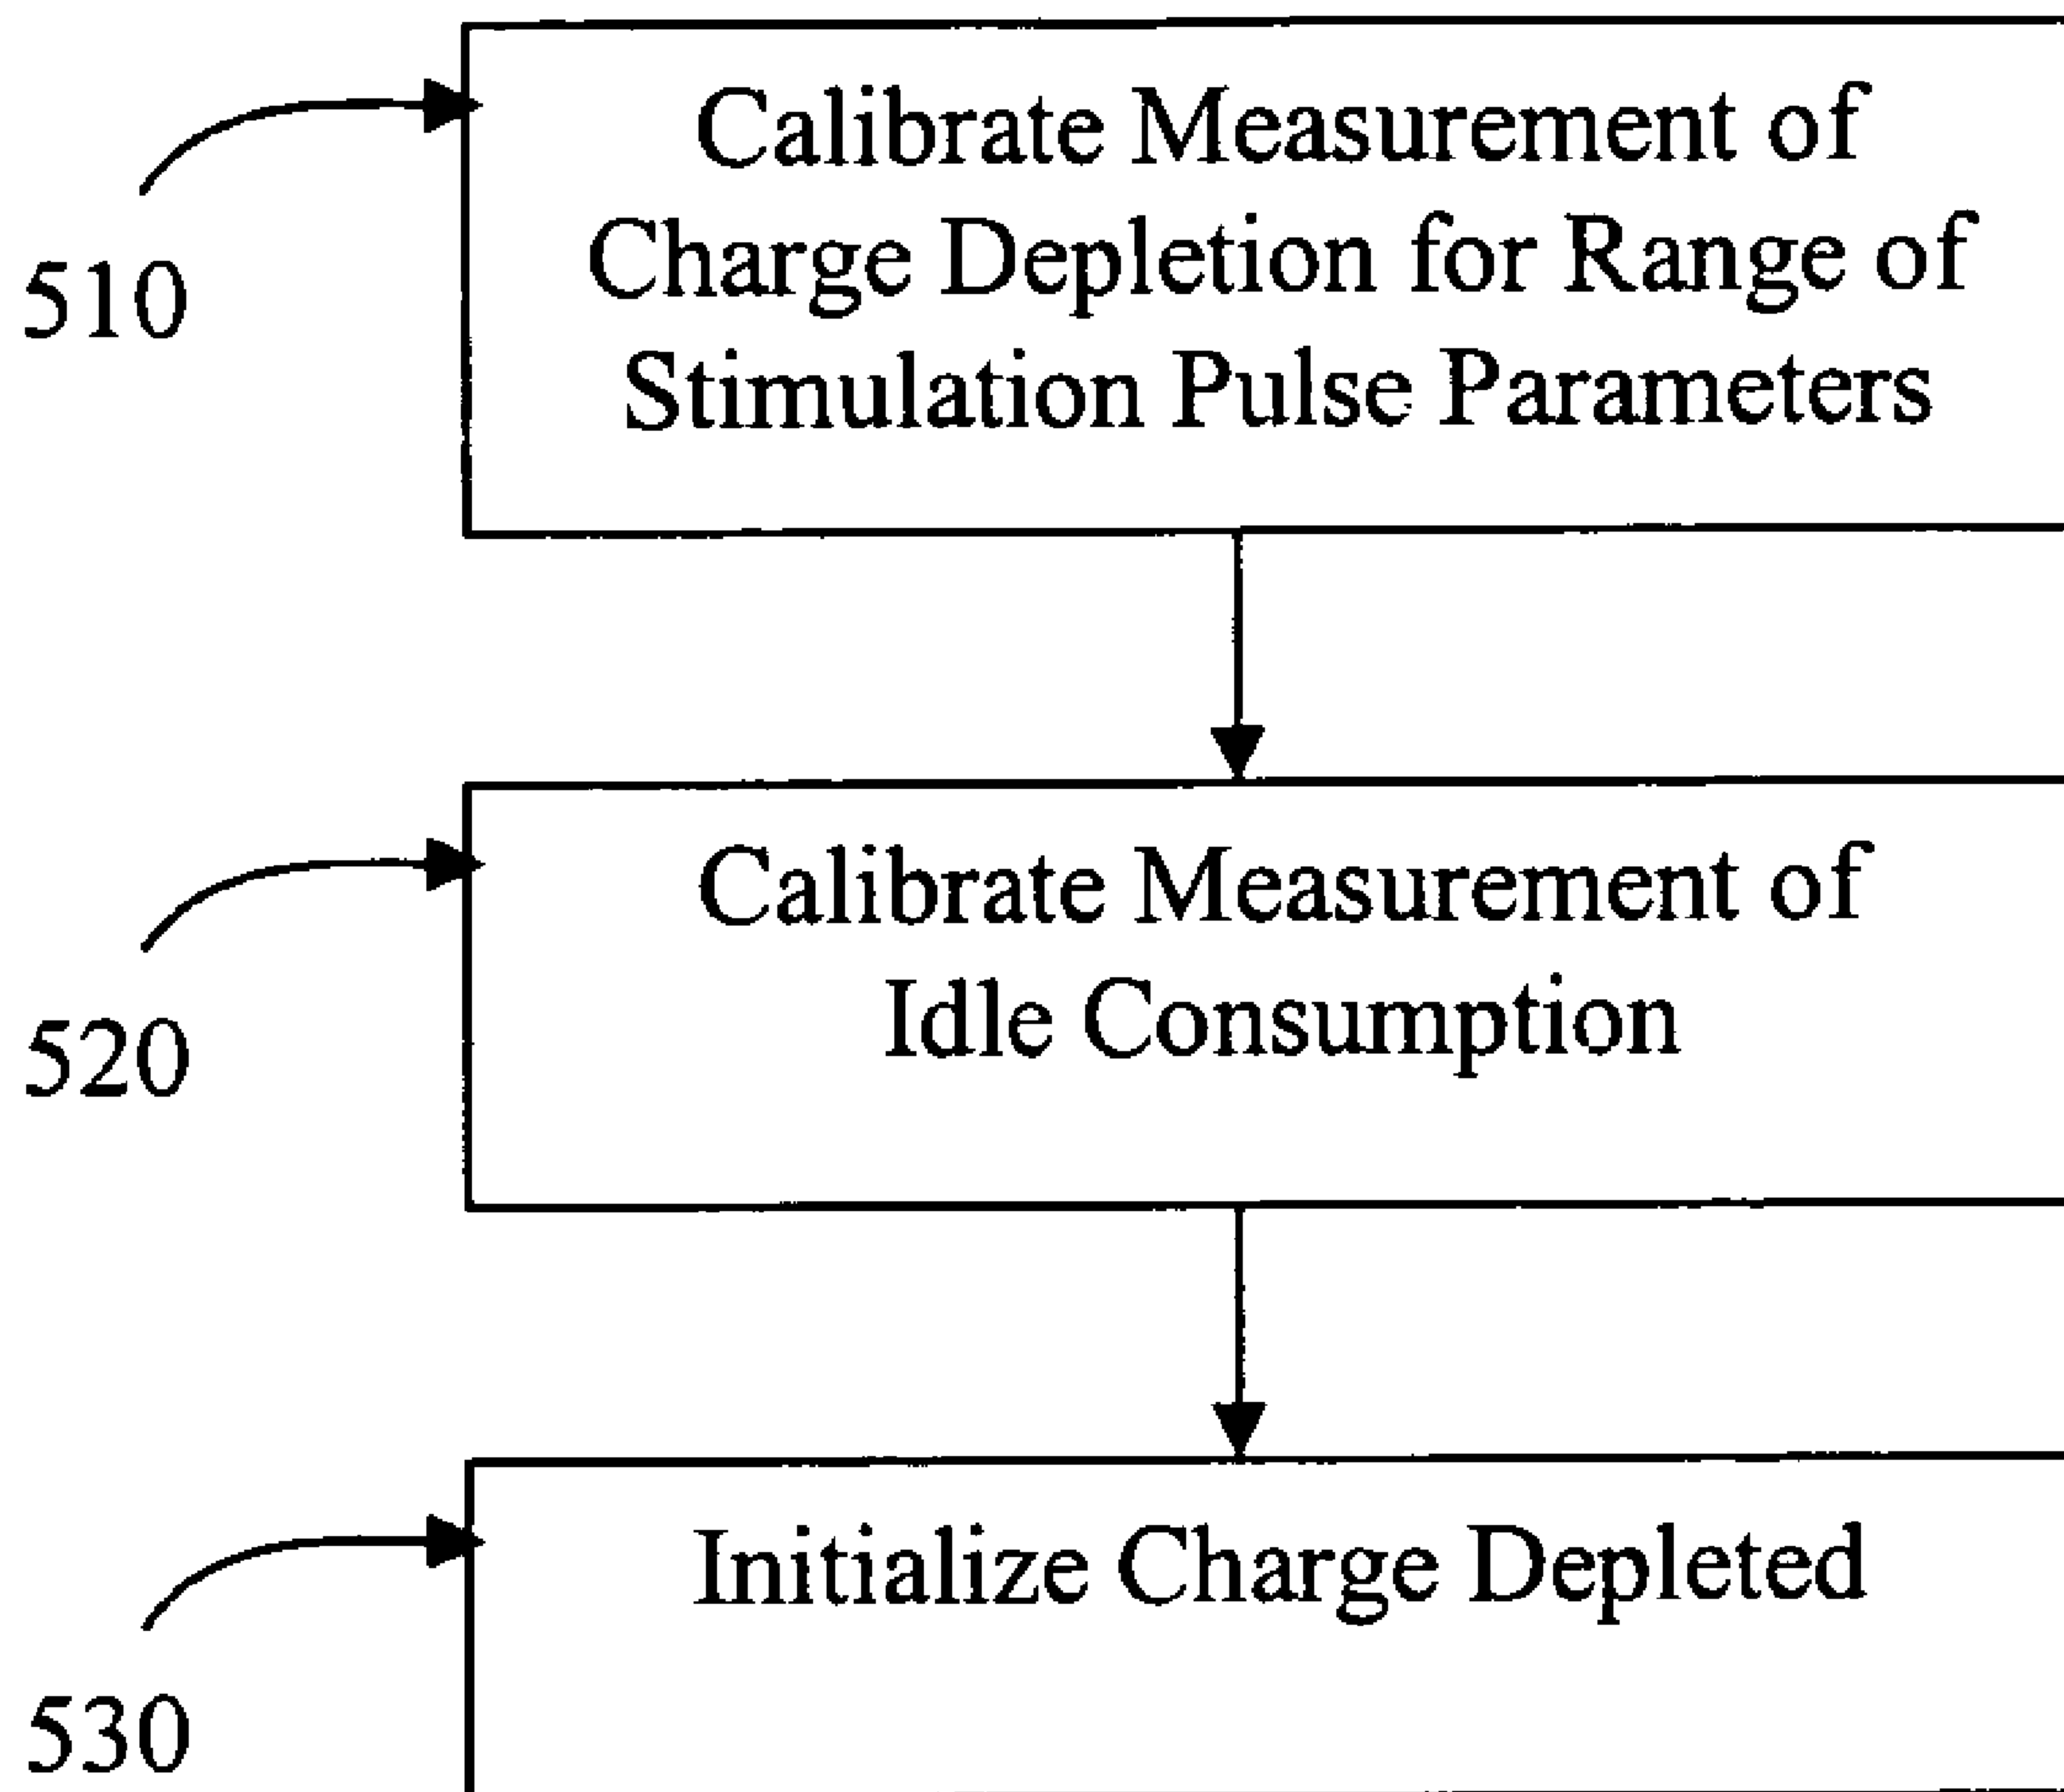 Calibrate Measurement of
Charge Depletion for Range of
Stimulation Pulse Parameters
510
Calibrate Measurement of
Idle Consumption
520
Initialize Charge Depleted
530